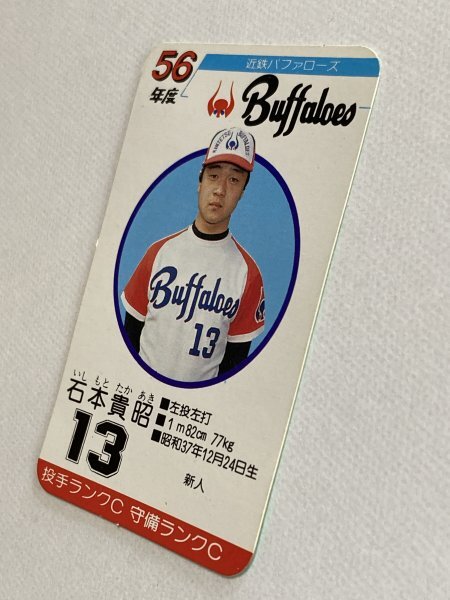 56
年度
近鉄バファローズ
Buffaloes
Buffaloes
13
いし もと たか あき
石本貴昭
13
■左投左打
■1m82cm 77kg
■昭和37年12月24日生
新人
投手ランクC 守備ランクC